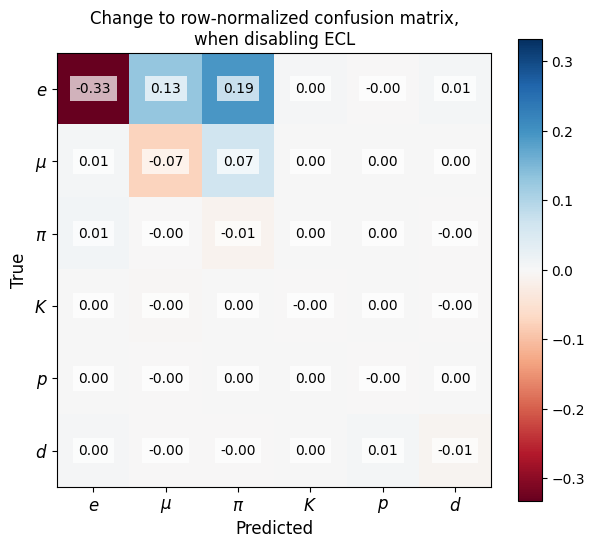 Change to row-normalized confusion matrix,
when disabling ECL
e -0.33 0.13 0.19 0.00 -0.00 0.01
μ 0.01 -0.07 0.07 0.00 0.00 0.00
π 0.01 -0.00 -0.01 0.00 0.00 -0.00
K 0.00 -0.00 0.00 -0.00 0.00 -0.00
p 0.00 -0.00 0.00 0.00 -0.00 0.00
d 0.00 -0.00 -0.00 0.00 0.01 -0.01
e μ π K p d
True
Predicted
0.3
0.2
0.1
0.0
−0.1
−0.2
−0.3